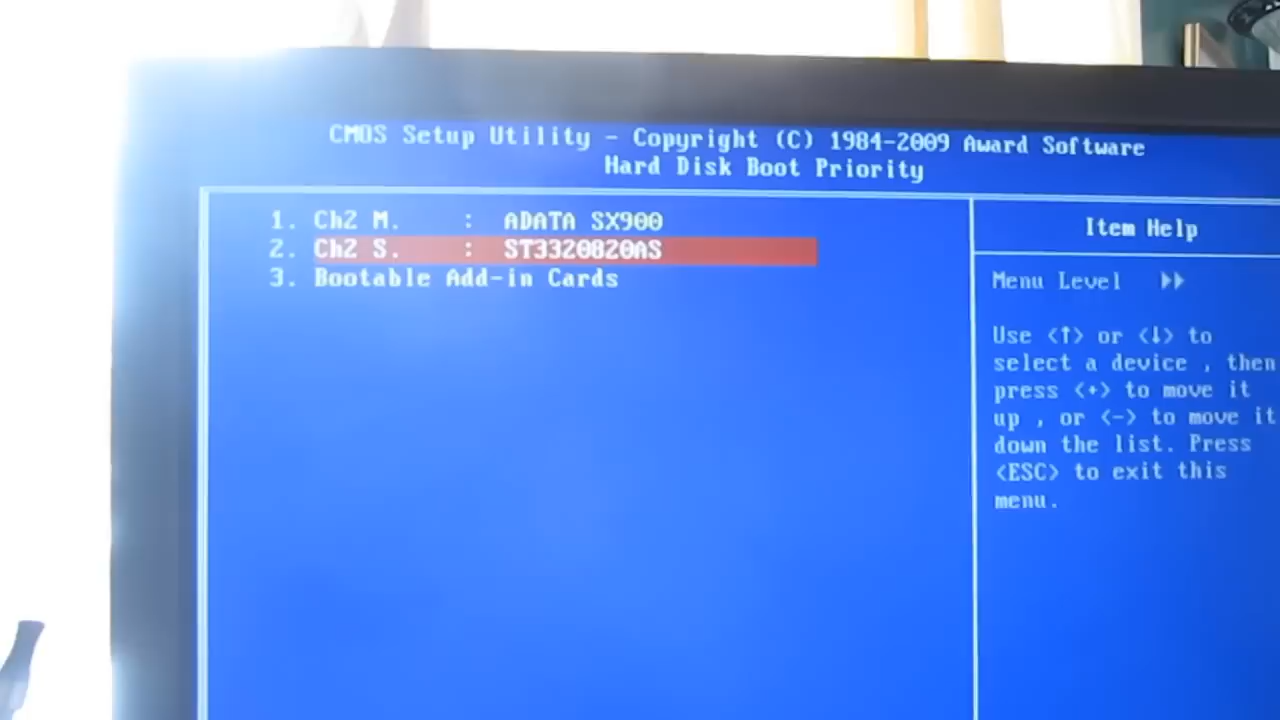 CMOS Setup Utility - Copyright (C) 1984-2009 Award Software
Hard Disk Boot Priority
1. Ch2 M. : ADATA SX900
2. Ch2 S. : ST3320820AS
3. Bootable Add-in Cards
Item Help
Menu Level ▶▶
Use <↑> or <↓> to
select a device , then
press <+> to move it
up , or <-> to move it
down the list. Press
<ESC> to exit this
menu.